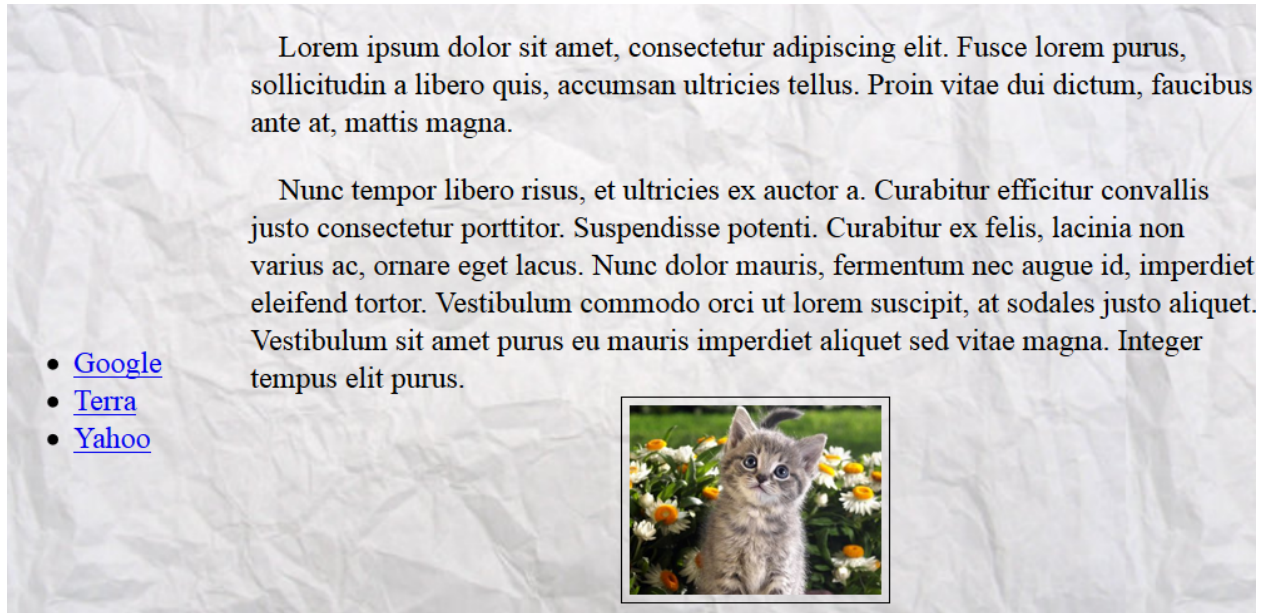 Lorem ipsum dolor sit amet, consectetur adipiscing elit. Fusce lorem purus,
sollicitudin a libero quis, accumsan ultricies tellus. Proin vitae dui dictum, faucibus
ante at, mattis magna.
Nunc tempor libero risus, et ultricies ex auctor a. Curabitur efficitur convallis
justo consectetur porttitor. Suspendisse potenti. Curabitur ex felis, lacinia non
varius ac, ornare eget lacus. Nunc dolor mauris, fermentum nec augue id, imperdiet
eleifend tortor. Vestibulum commodo orci ut lorem suscipit, at sodales justo aliquet.
Vestibulum sit amet purus eu mauris imperdiet aliquet sed vitae magna. Integer
tempus elit purus.
Google
Terra
Yahoo